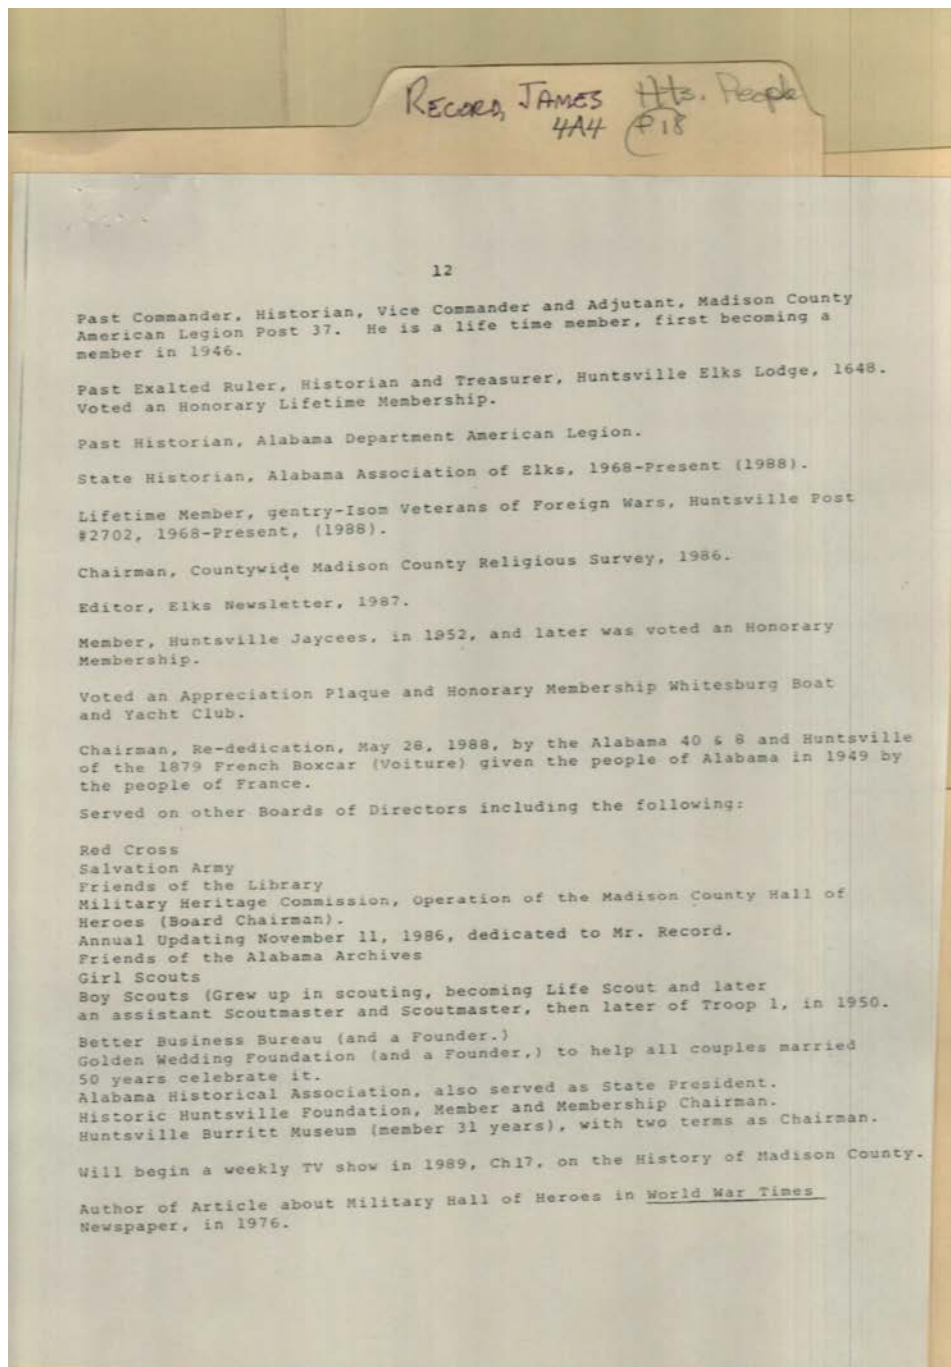 RECORD, JAMES Hts. People
4A4 P18
12
Past Commander, Historian, Vice Commander and Adjutant, Madison County
American Legion Post 37. He is a life time member, first becoming a
member in 1946.
Past Exalted Ruler, Historian and Treasurer, Huntsville Elks Lodge, 1648.
Voted an Honorary Lifetime Membership.
Past Historian, Alabama Department American Legion.
State Historian, Alabama Association of Elks, 1968-Present (1988).
Lifetime Member, gentry-Isom Veterans of Foreign Wars, Huntsville Post
#2702, 1968-Present, (1988).
Chairman, Countywide Madison County Religious Survey, 1986.
Editor, Elks Newsletter, 1987.
Member, Huntsville Jaycees, in 1952, and later was voted an Honorary
Membership.
Voted an Appreciation Plaque and Honorary Membership Whitesburg Boat
and Yacht Club.
Chairman, Re-dedication, May 28, 1988, by the Alabama 40 & 8 and Huntsville
of the 1879 French Boxcar (Voiture) given the people of Alabama in 1949 by
the people of France.
Served on other Boards of Directors including the following:
Red Cross
Salvation Army
Friends of the Library
Military Heritage Commission, Operation of the Madison County Hall of
Heroes (Board Chairman).
Annual Updating November 11, 1986, dedicated to Mr. Record.
Friends of the Alabama Archives
Girl Scouts
Boy Scouts (Grew up in scouting, becoming Life Scout and later
an assistant Scoutmaster and Scoutmaster, then later of Troop 1, in 1950.
Better Business Bureau (and a Founder.)
Golden Wedding Foundation (and a Founder,) to help all couples married
50 years celebrate it.
Alabama Historical Association, also served as State President.
Historic Huntsville Foundation, Member and Membership Chairman.
Huntsville Burritt Museum (member 31 years), with two terms as Chairman.
Will begin a weekly TV show in 1989, Ch17, on the History of Madison County.
Author of Article about Military Hall of Heroes in World War Times
Newspaper, in 1976.